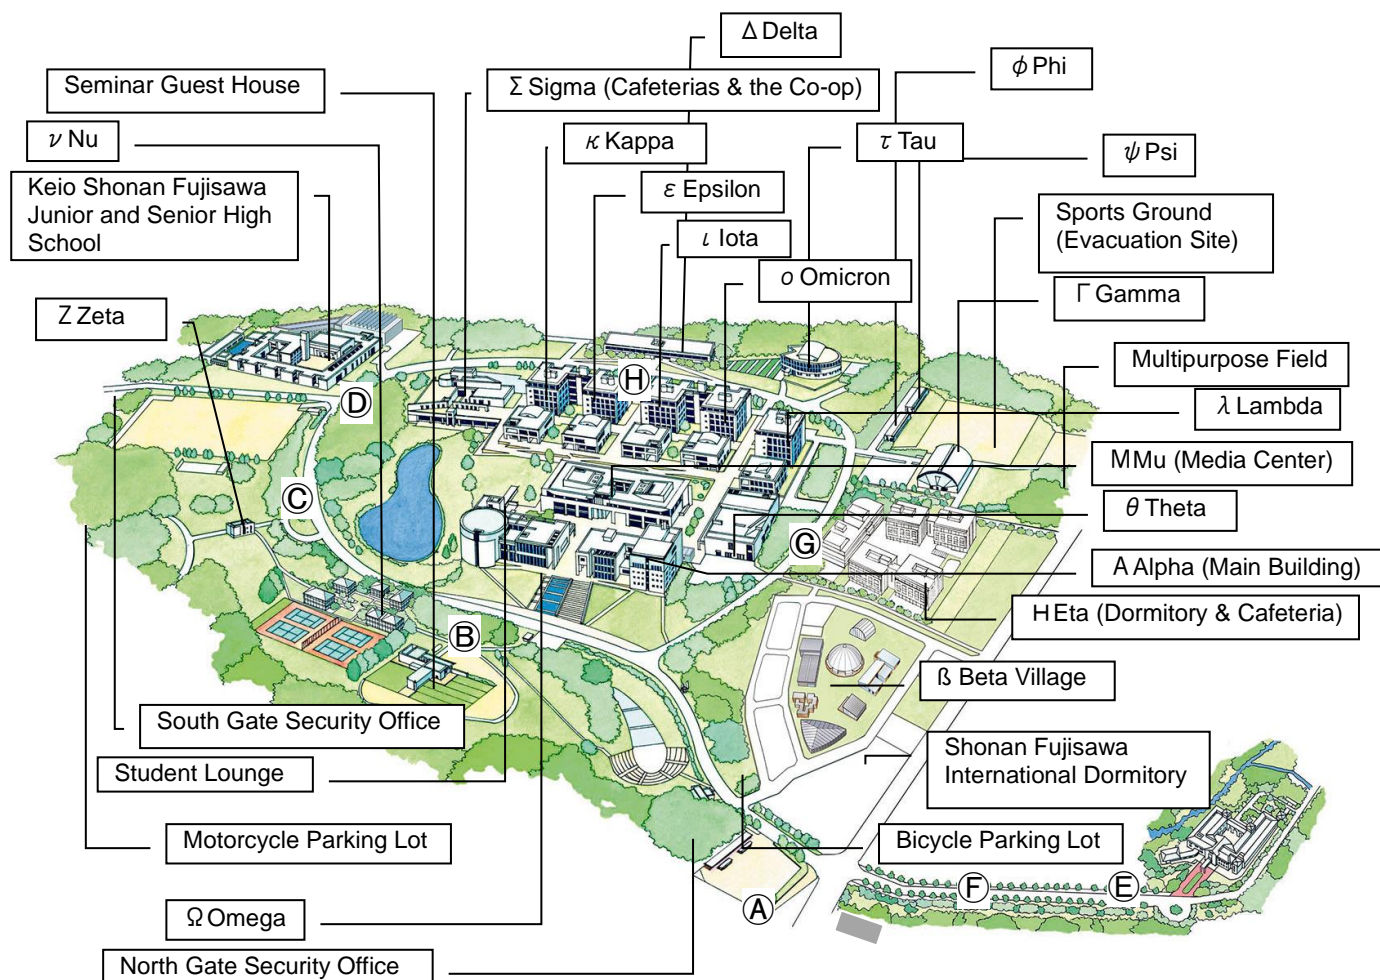 Δ Delta
φ Phi
Seminar Guest House
Σ Sigma (Cafeterias & the Co-op)
ν Nu
κ Kappa
τ Tau
ψ Psi
Keio Shonan Fujisawa
Junior and Senior High
School
ε Epsilon
Sports Ground
(Evacuation Site)
ι Iota
ο Omicron
Γ Gamma
Ζ Zeta
Multipurpose Field
λ Lambda
Μ Mu (Media Center)
θ Theta
Α Alpha (Main Building)
Η Eta (Dormitory & Cafeteria)
ß Beta Village
South Gate Security Office
Shonan Fujisawa
International Dormitory
Student Lounge
Motorcycle Parking Lot
Bicycle Parking Lot
Ω Omega
North Gate Security Office
Ⓗ
Ⓓ
Ⓒ
Ⓖ
Ⓑ
Ⓕ
Ⓔ
Ⓐ